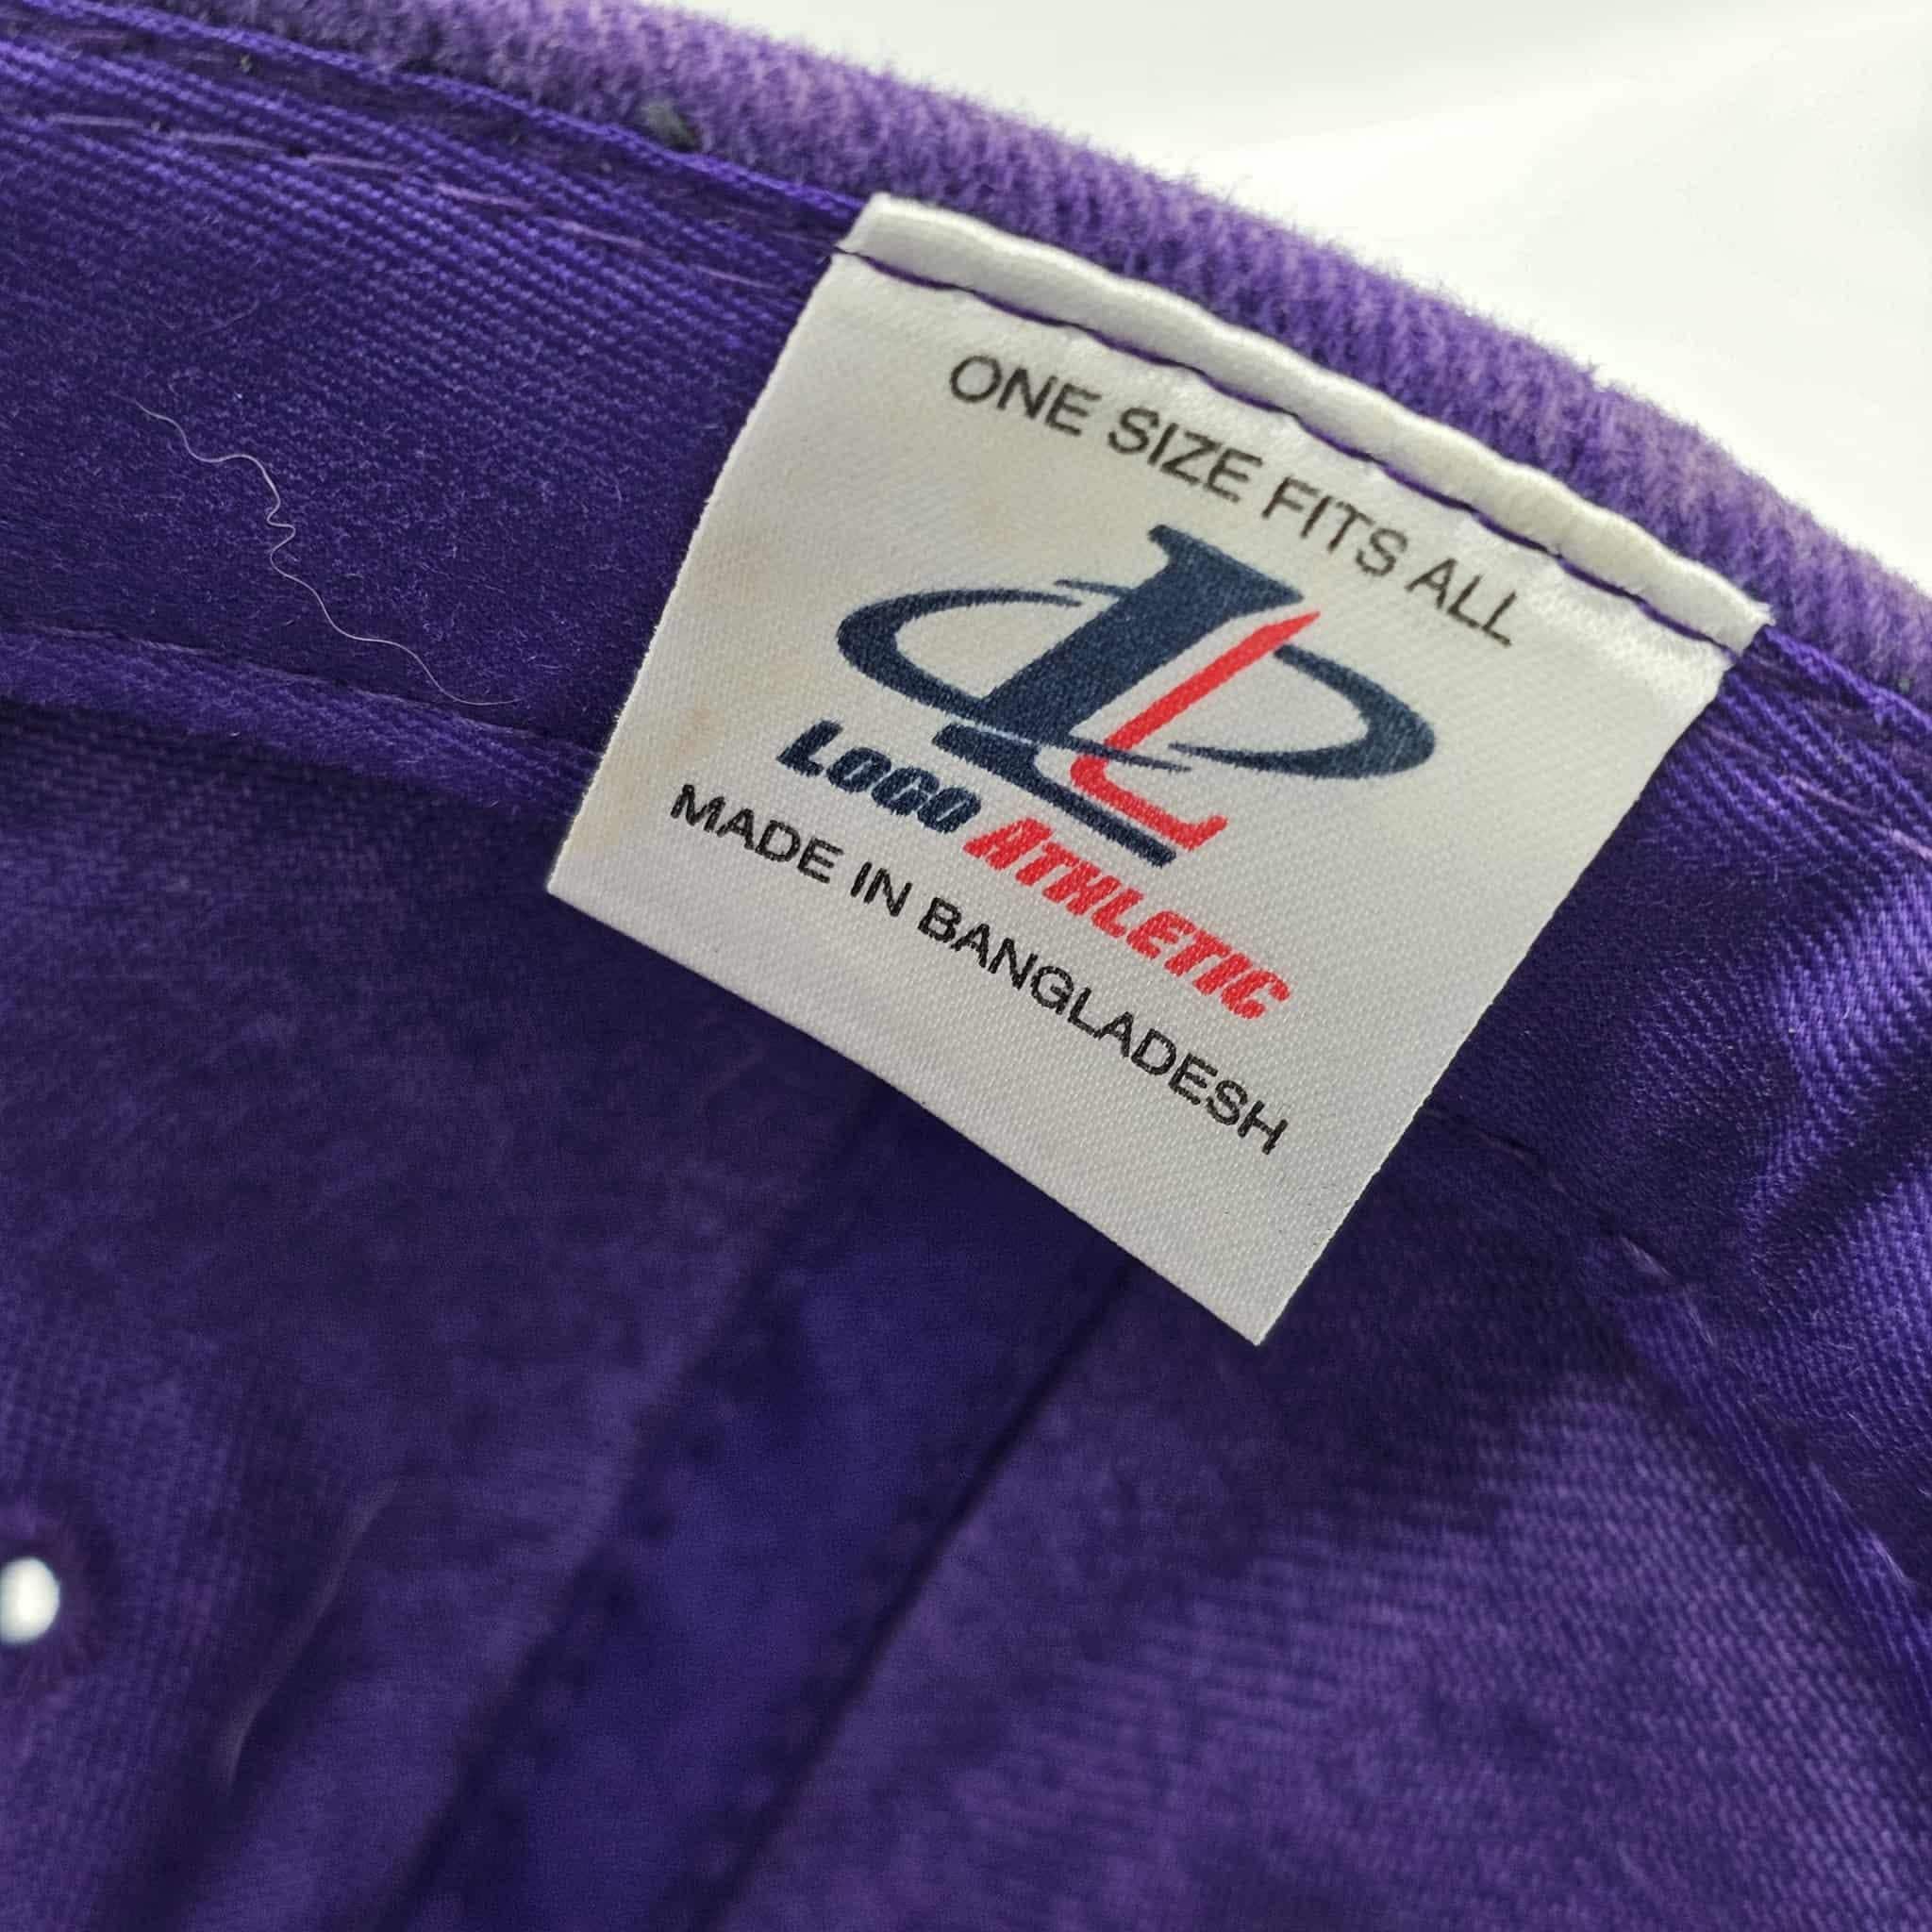 ONE SIZE FITS ALL
LOGO ATHLETIC
MADE IN BANGLADESH